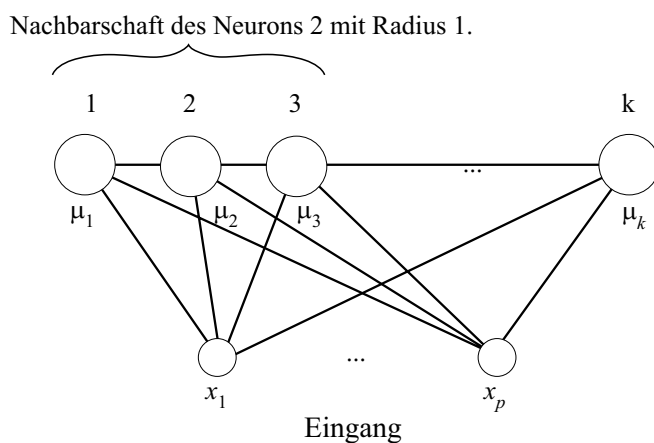 Nachbarschaft des Neurons 2 mit Radius 1.
1 2 3 k
...
μ₁ μ₂ μ₃ μₖ
...
x₁ xₚ
Eingang